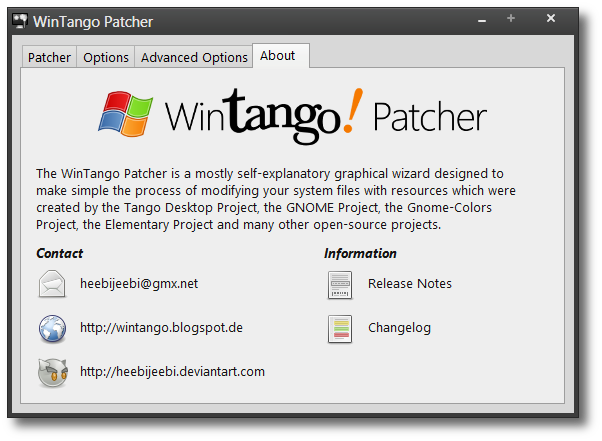 WinTango Patcher
Patcher Options Advanced Options About
Wintango! Patcher
The WinTango Patcher is a mostly self-explanatory graphical wizard designed to
make simple the process of modifying your system files with resources which were
created by the Tango Desktop Project, the GNOME Project, the Gnome-Colors
Project, the Elementary Project and many other open-source projects.
Contact
heebijeebi@gmx.net
http://wintango.blogspot.de
http://heebijeebi.deviantart.com
Information
Release Notes
Changelog